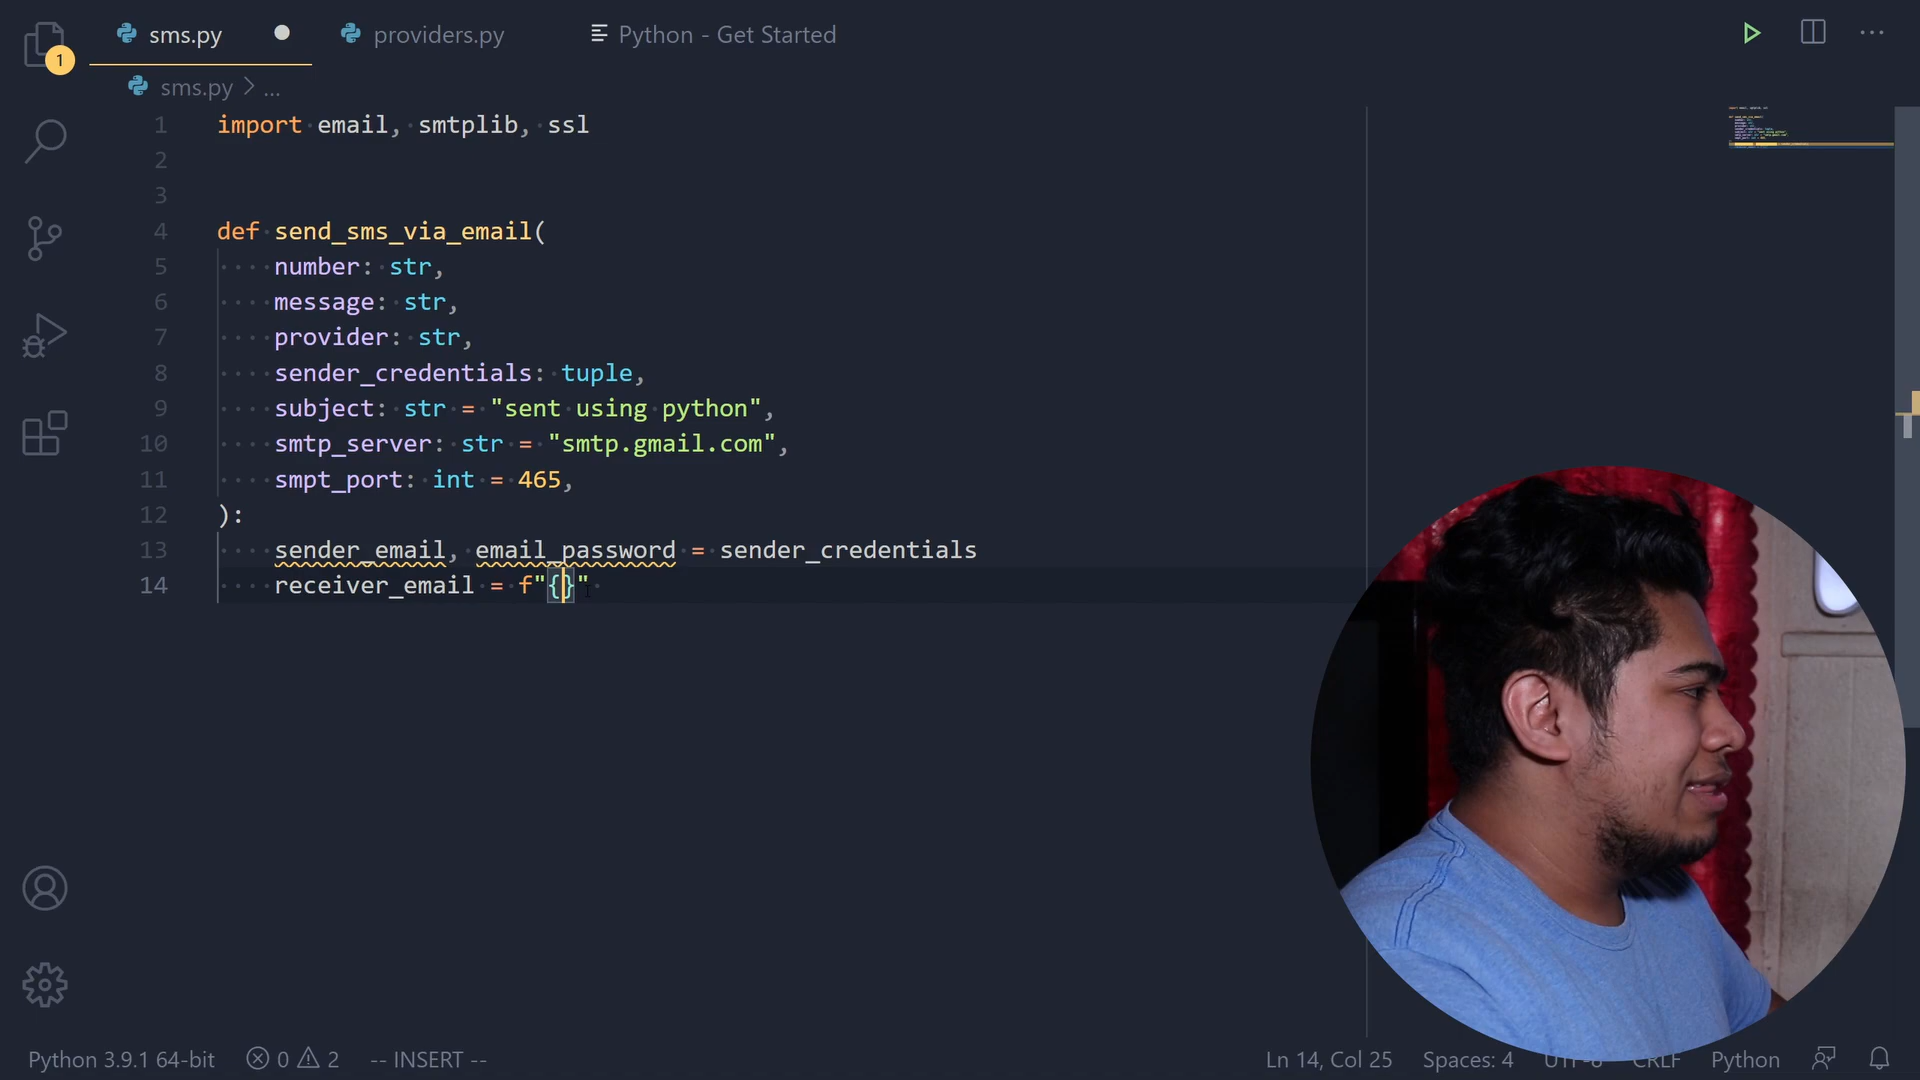 sms.py
providers.py
Python - Get Started
1
sms.py > ...
1 import email, smtplib, ssl
2
3
4 def send_sms_via_email(
5 number: str,
6 message: str,
7 provider: str,
8 sender_credentials: tuple,
9 subject: str = "sent using python",
10 smtp_server: str = "smtp.gmail.com",
11 smpt_port: int = 465,
12 ):
13 sender_email, email_password = sender_credentials
14 receiver_email = f"{}"
Python 3.9.1 64-bit 0 2 -- INSERT -- Ln 14, Col 25 Spaces: 4 UTF-8 CRLF Python